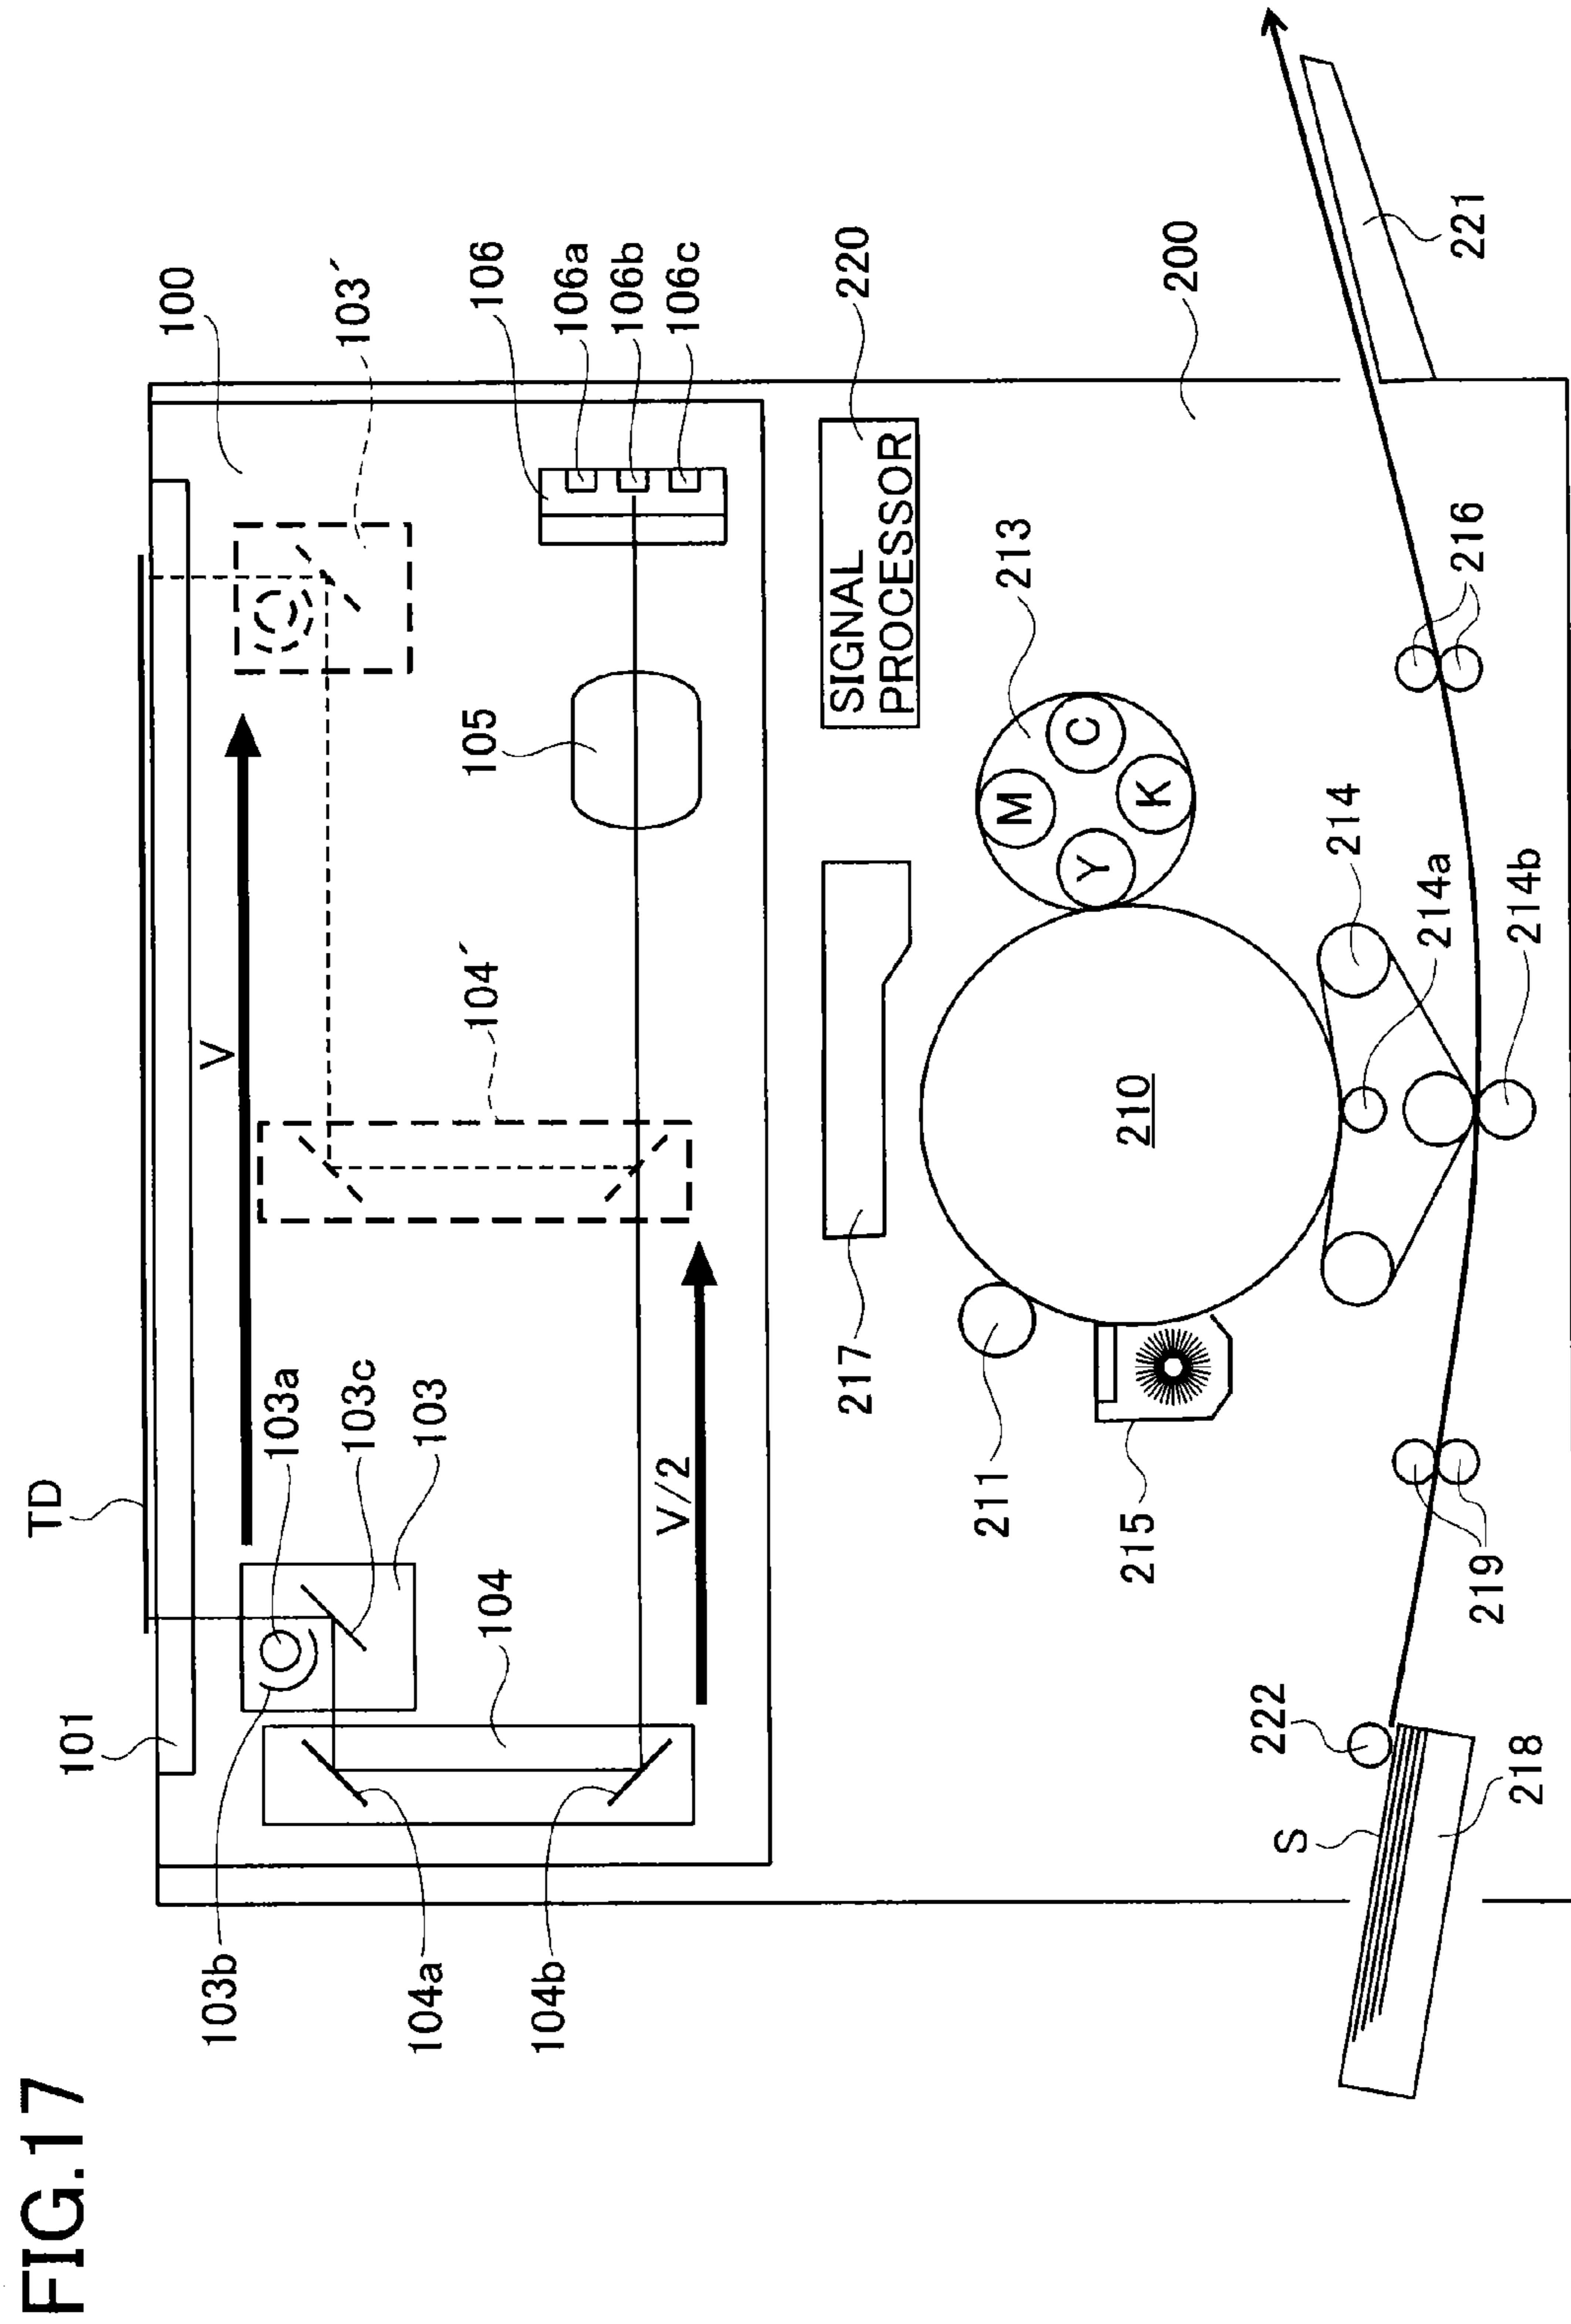 FIG.17
TD
101
V
100
103´
103a
103c
103
103b
104
104a
104b
104´
V/2
105
106
106a
106b
106c
SIGNAL
PROCESSOR
220
200
217
213
M
C
Y
K
210
211
215
214
214a
214b
216
221
219
222
S
218